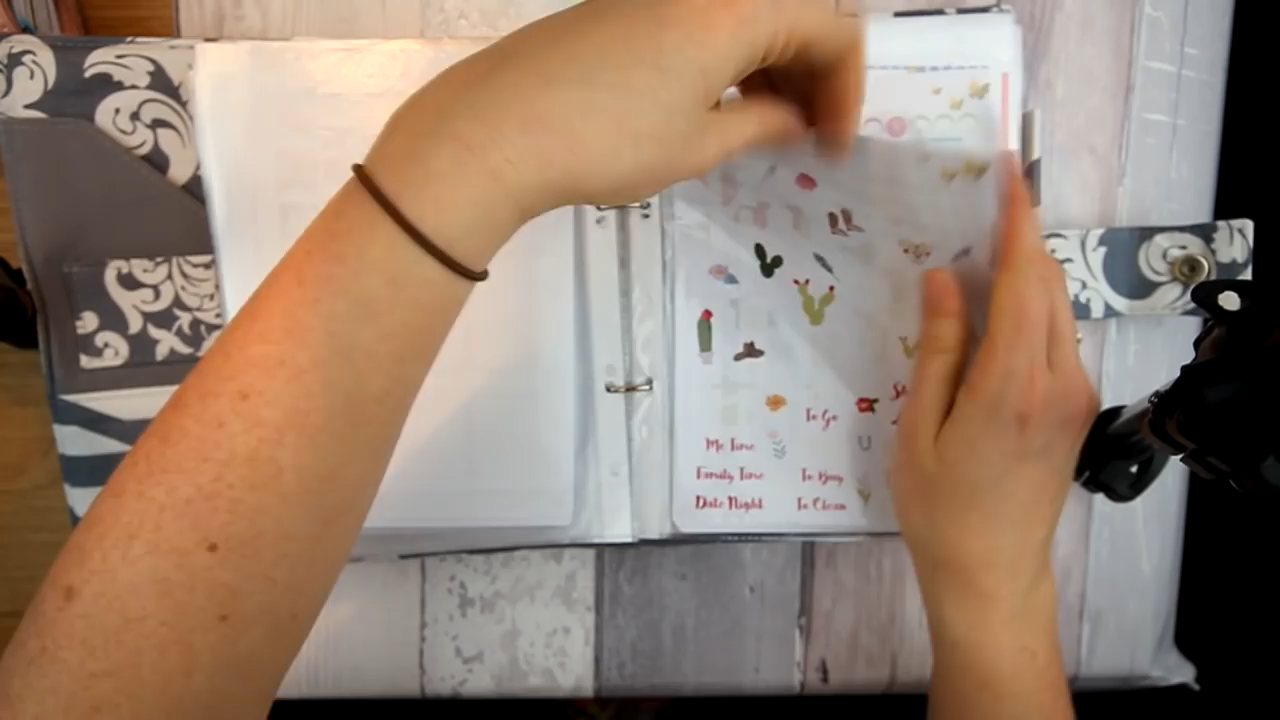 To Go
Me Time
Family Time
To Buy
Date Night
To Clean